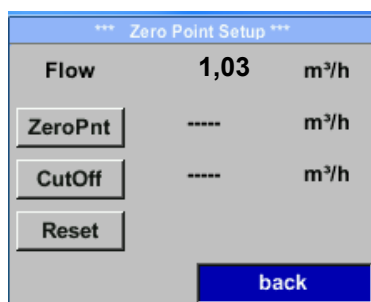 *** Zero Point Setup ***
Flow 1,03 m³/h
ZeroPnt ----- m³/h
CutOff ----- m³/h
Reset
back